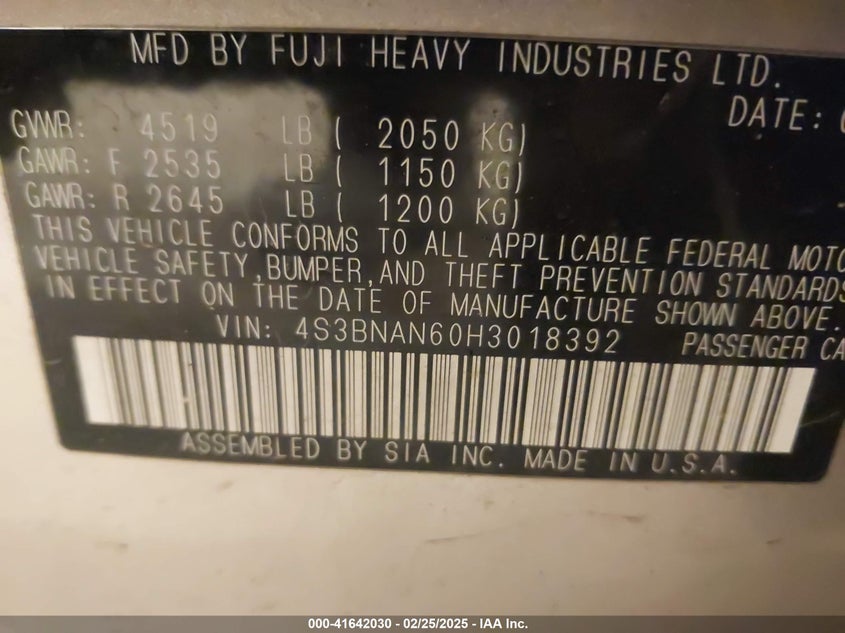 MFD BY FUJI HEAVY INDUSTRIES LTD.
DATE:
GVWR: 4519 LB ( 2050 KG)
GAWR: F 2535 LB ( 1150 KG)
GAWR: R 2645 LB ( 1200 KG)
THIS VEHICLE CONFORMS TO ALL APPLICABLE FEDERAL MOTO
VEHICLE SAFETY,BUMPER,AND THEFT PREVENTION STANDARDS
IN EFFECT ON THE DATE OF MANUFACTURE SHOWN ABOVE.
VIN: 4S3BNAN60H3018392 PASSENGER CA
ASSEMBLED BY SIA INC. MADE IN U.S.A.
000-41642030 - 02/25/2025 - IAA Inc.